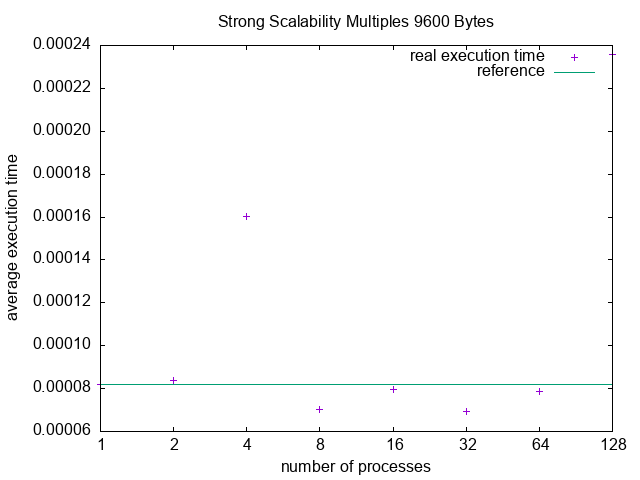 Strong Scalability Multiples 9600 Bytes
real execution time
reference
0.00024
0.00022
0.00020
0.00018
0.00016
0.00014
0.00012
0.00010
0.00008
0.00006
average execution time
1 2 4 8 16 32 64 128
number of processes